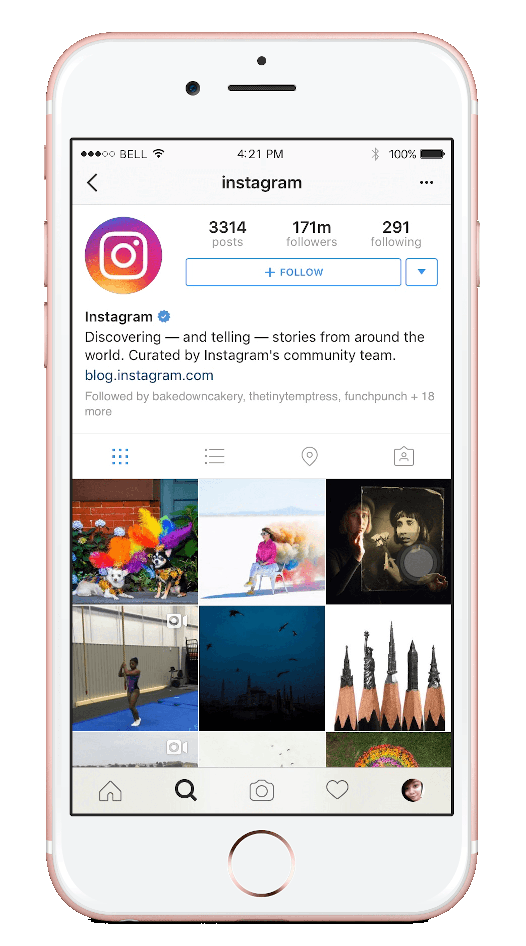 BELL 4:21 PM 100%
instagram
3314 171m 291
posts followers following
+ FOLLOW
Instagram
Discovering — and telling — stories from around the
world. Curated by Instagram's community team.
blog.instagram.com
Followed by bakedowncakery, thetinytemptress, funchpunch + 18
more